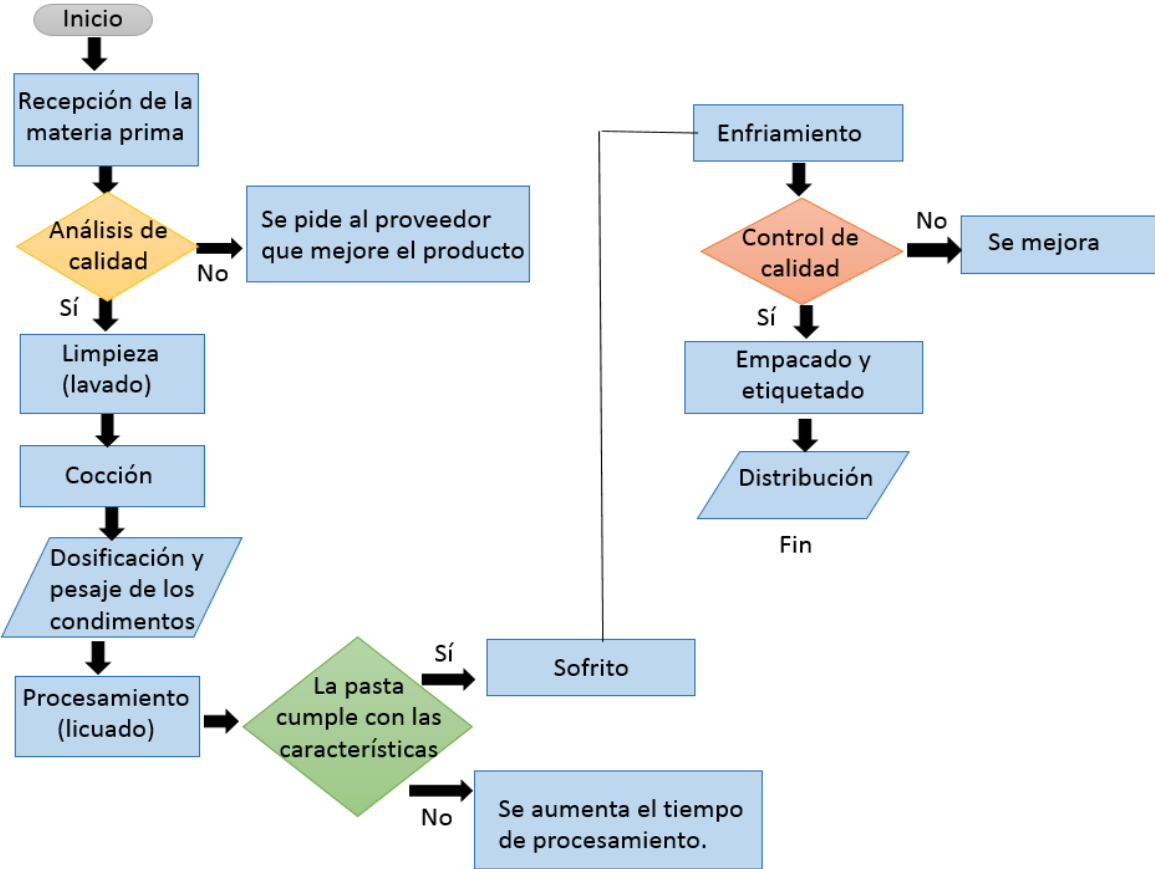 Inicio
Recepción de la
materia prima
Análisis de
calidad
No
Se pide al proveedor
que mejore el producto
Sí
Limpieza
(lavado)
Cocción
Dosificación y
pesaje de los
condimentos
Procesamiento
(licuado)
La pasta
cumple con las
características
Sí
Sofrito
No
Se aumenta el tiempo
de procesamiento.
Enfriamiento
Control de
calidad
No
Se mejora
Sí
Empacado y
etiquetado
Distribución
Fin